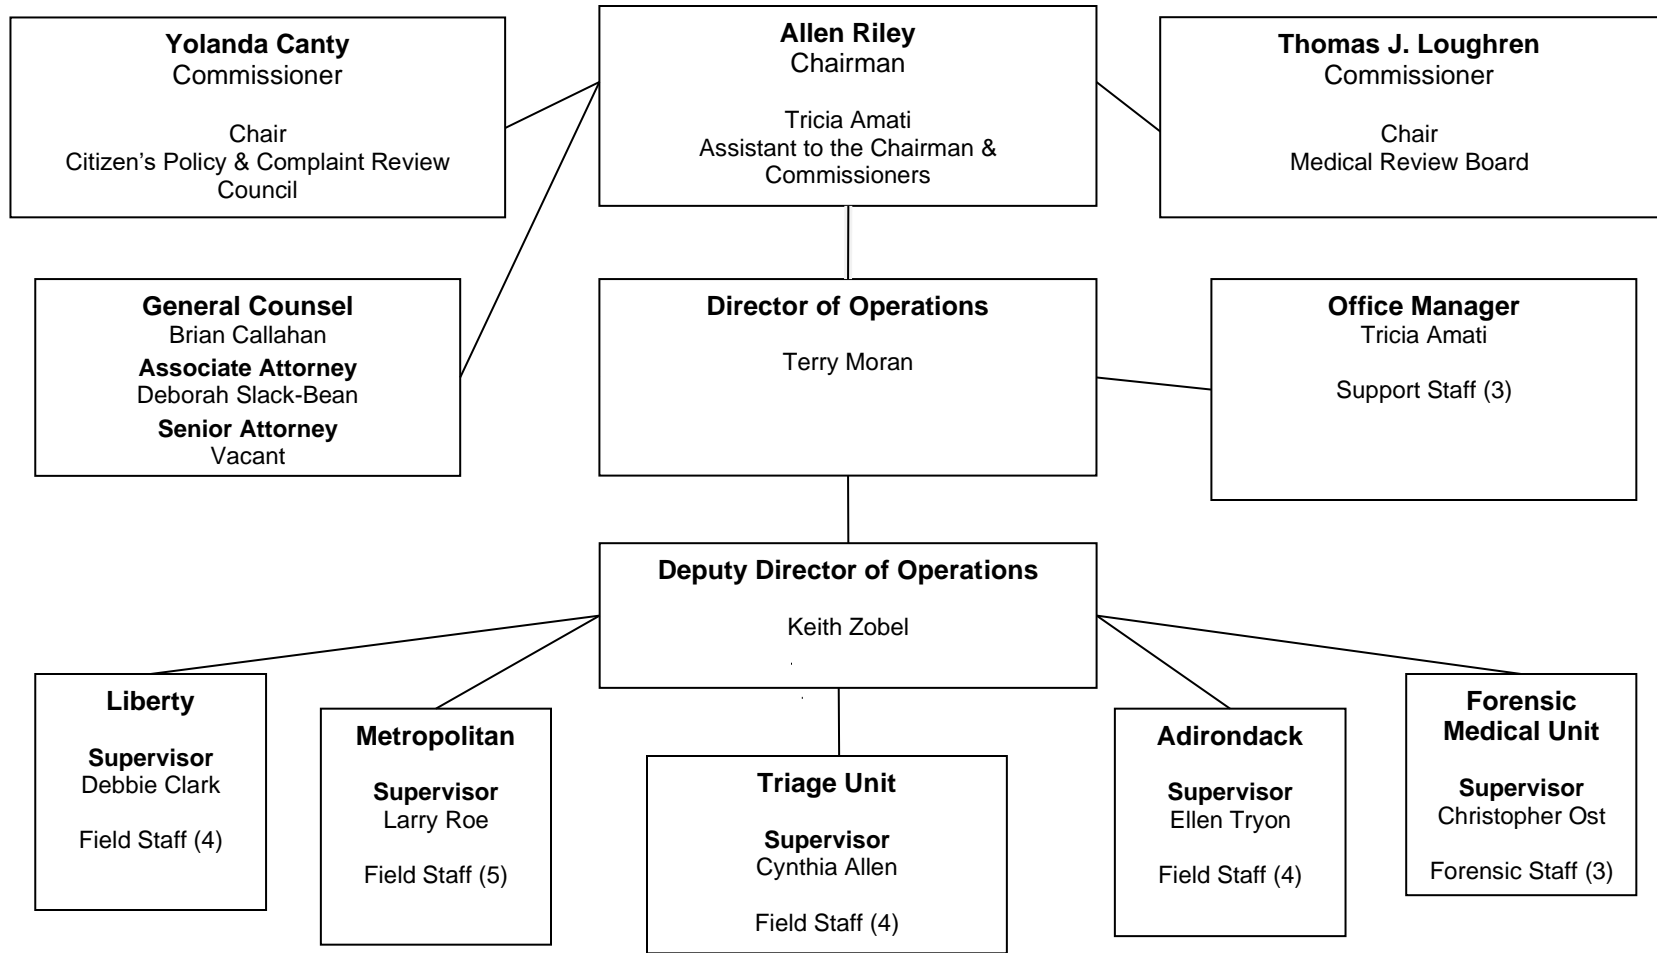 Yolanda Canty
Commissioner
Chair
Citizen’s Policy & Complaint Review
Council
Allen Riley
Chairman
Tricia Amati
Assistant to the Chairman &
Commissioners
Thomas J. Loughren
Commissioner
Chair
Medical Review Board
General Counsel
Brian Callahan
Associate Attorney
Deborah Slack-Bean
Senior Attorney
Vacant
Director of Operations
Terry Moran
Office Manager
Tricia Amati
Support Staff (3)
Deputy Director of Operations
Keith Zobel
Liberty
Supervisor
Debbie Clark
Field Staff (4)
Metropolitan
Supervisor
Larry Roe
Field Staff (5)
Triage Unit
Supervisor
Cynthia Allen
Field Staff (4)
Adirondack
Supervisor
Ellen Tryon
Field Staff (4)
Forensic
Medical Unit
Supervisor
Christopher Ost
Forensic Staff (3)